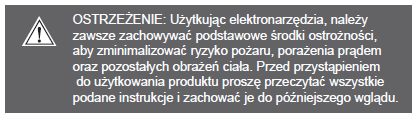 OSTRZEŻENIE: Użytkując elektronarzędzia, należy
zawsze zachowywać podstawowe środki ostrożności,
aby zminimalizować ryzyko pożaru, porażenia prądem
oraz pozostałych obrażeń ciała. Przed przystąpieniem
do użytkowania produktu proszę przeczytać wszystkie
podane instrukcje i zachować je do późniejszego wglądu.